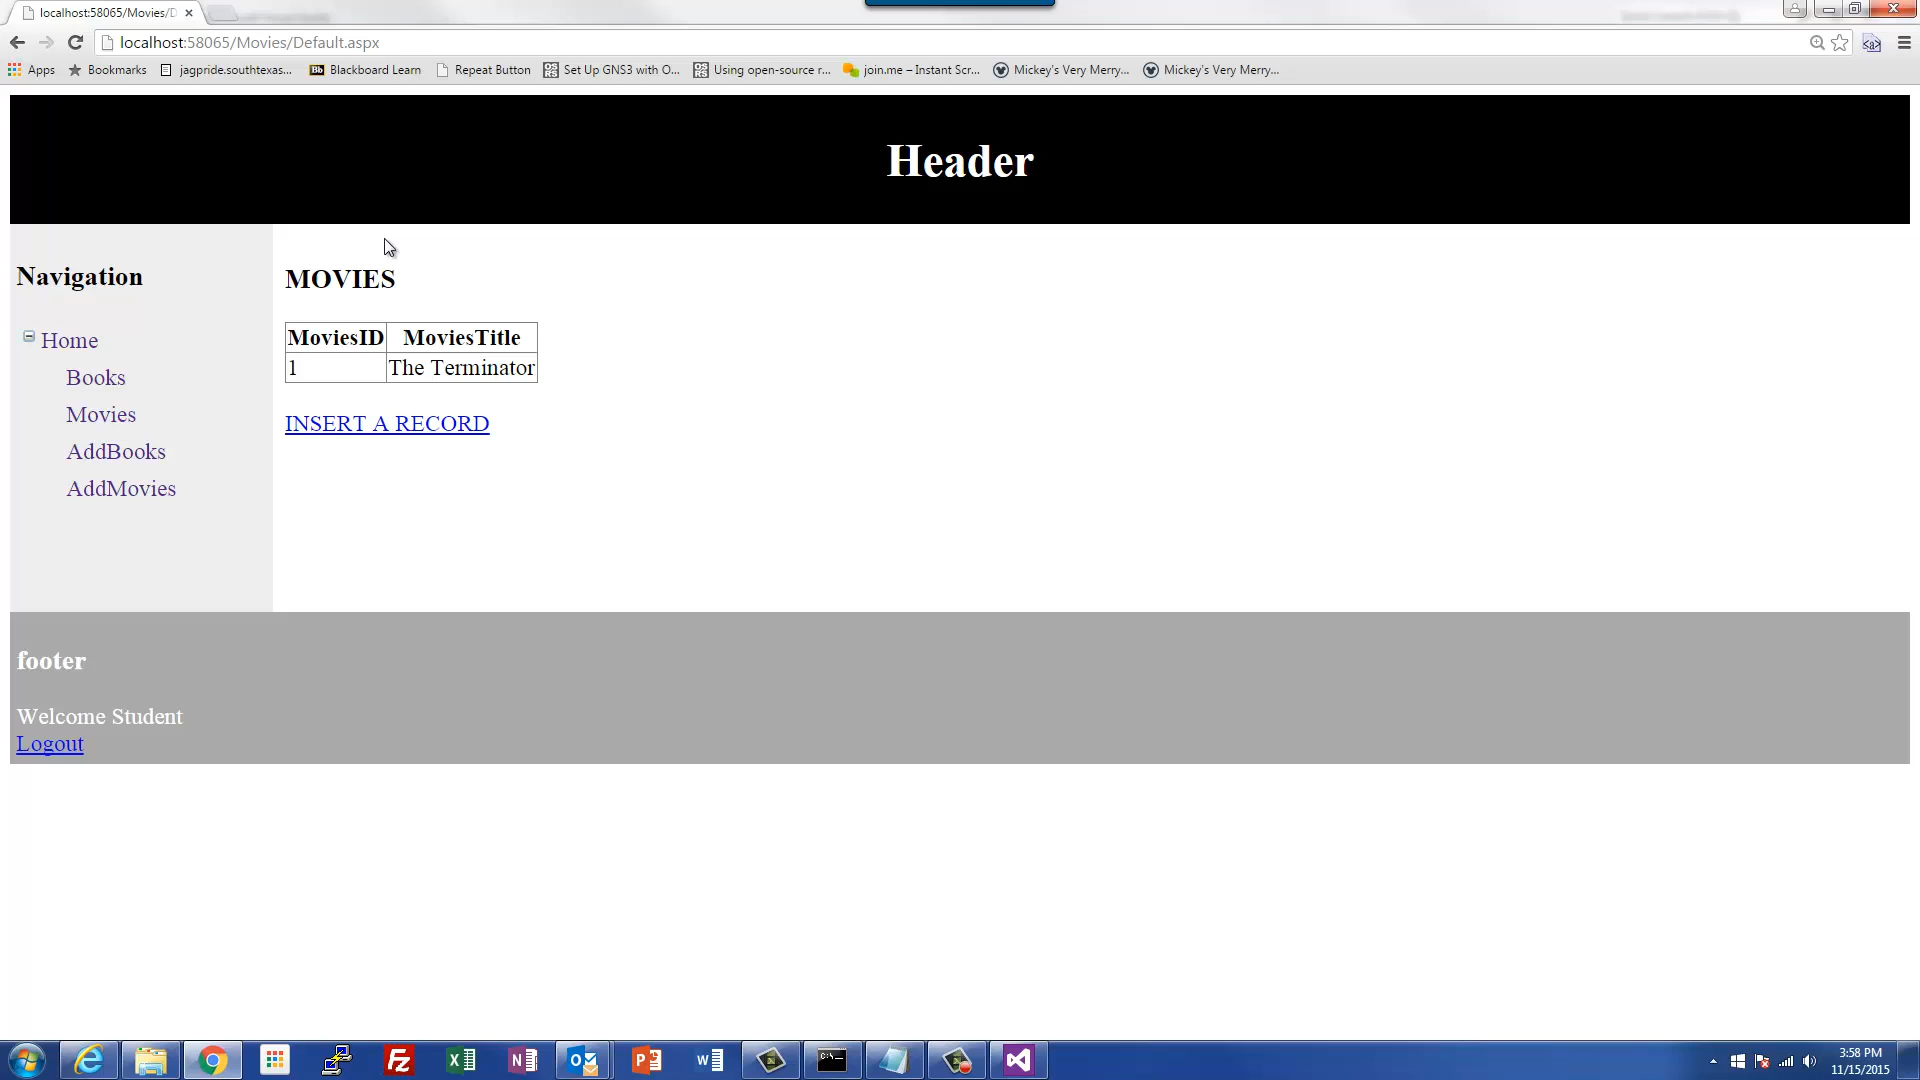 localhost:58065/Movies/D
localhost:58065/Movies/Default.aspx
Apps
Bookmarks
jagpride.southtexas...
Bb
Blackboard Learn
Repeat Button
Set Up GNS3 with O...
Using open-source r...
join.me – Instant Scr...
Mickey's Very Merry...
Mickey's Very Merry...
Header
Navigation
Home
Books
Movies
AddBooks
AddMovies
MOVIES
MoviesID MoviesTitle
1 The Terminator
INSERT A RECORD
footer
Welcome Student
Logout
3:58 PM
11/15/2015